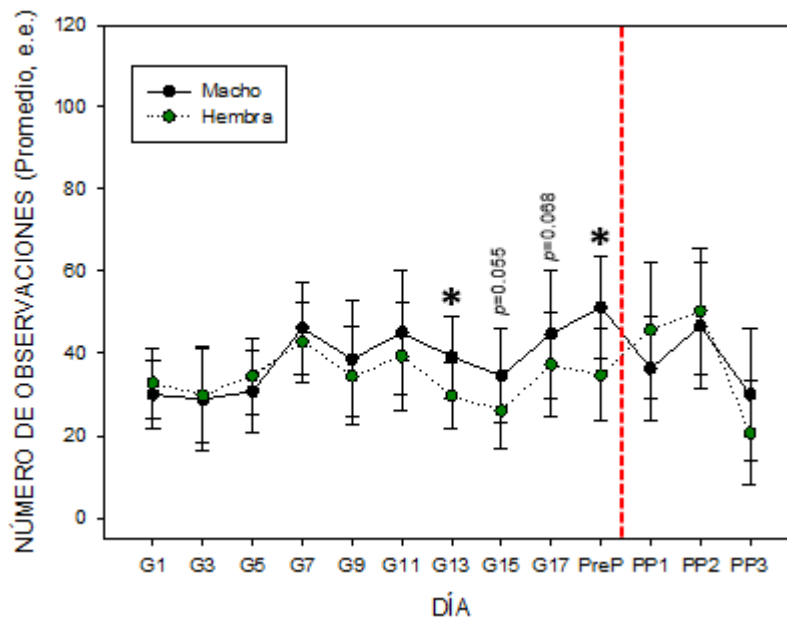 NÚMERO DE OBSERVACIONES (Promedio, e.e.)
120
100
80
60
40
20
0
Macho
Hembra
*
p=0.055
p=0.068
*
G1 G3 G5 G7 G9 G11 G13 G15 G17 PreP PP1 PP2 PP3
DÍA